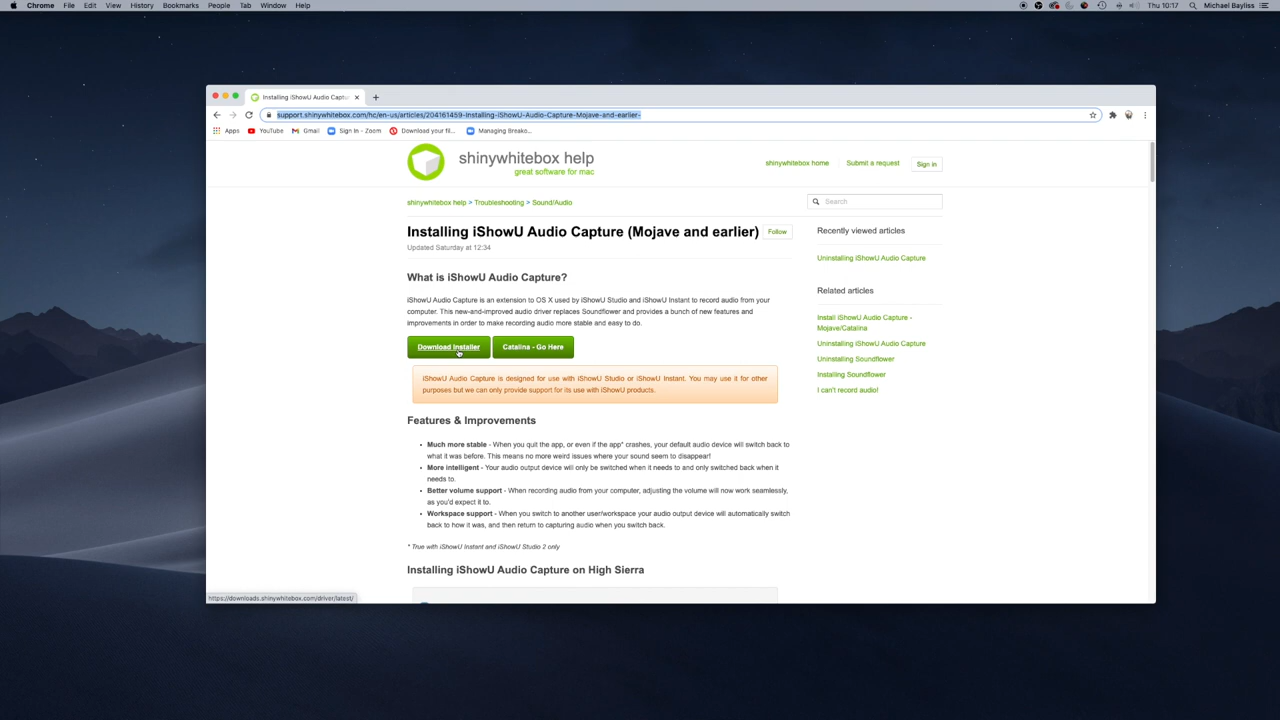 Chrome File Edit View History Bookmarks People Tab Window Help
Thu 10:17 Michael Bayliss
Installing iShowU Audio Captu
support.shinywhitebox.com/hc/en-us/articles/204161459-Installing-iShowU-Audio-Capture-Mojave-and-earlier-
Apps YouTube Gmail Sign In - Zoom Download your fil... Managing Breako...
shinywhitebox help
great software for mac
shinywhitebox home Submit a request Sign in
shinywhitebox help > Troubleshooting > Sound/Audio
Search
Installing iShowU Audio Capture (Mojave and earlier)
Follow
Updated Saturday at 12:34
What is iShowU Audio Capture?
iShowU Audio Capture is an extension to OS X used by iShowU Studio and iShowU Instant to record audio from your
computer. This new-and-improved audio driver replaces Soundflower and provides a bunch of new features and
improvements in order to make recording audio more stable and easy to do.
Download Installer Catalina - Go Here
iShowU Audio Capture is designed for use with iShowU Studio or iShowU Instant. You may use it for other
purposes but we can only provide support for its use with iShowU products.
Features & Improvements
• Much more stable - When you quit the app, or even if the app* crashes, your default audio device will switch back to
what it was before. This means no more weird issues where your sound seem to disappear!
• More intelligent - Your audio output device will only be switched when it needs to and only switched back when it
needs to.
• Better volume support - When recording audio from your computer, adjusting the volume will now work seamlessly,
as you'd expect it to.
• Workspace support - When you switch to another user/workspace your audio output device will automatically switch
back to how it was, and then return to capturing audio when you switch back.
* True with iShowU Instant and iShowU Studio 2 only
Installing iShowU Audio Capture on High Sierra
Recently viewed articles
Uninstalling iShowU Audio Capture
Related articles
Install iShowU Audio Capture -
Mojave/Catalina
Uninstalling iShowU Audio Capture
Uninstalling Soundflower
Installing Soundflower
I can't record audio!
https://downloads.shinywhitebox.com/driver/latest/